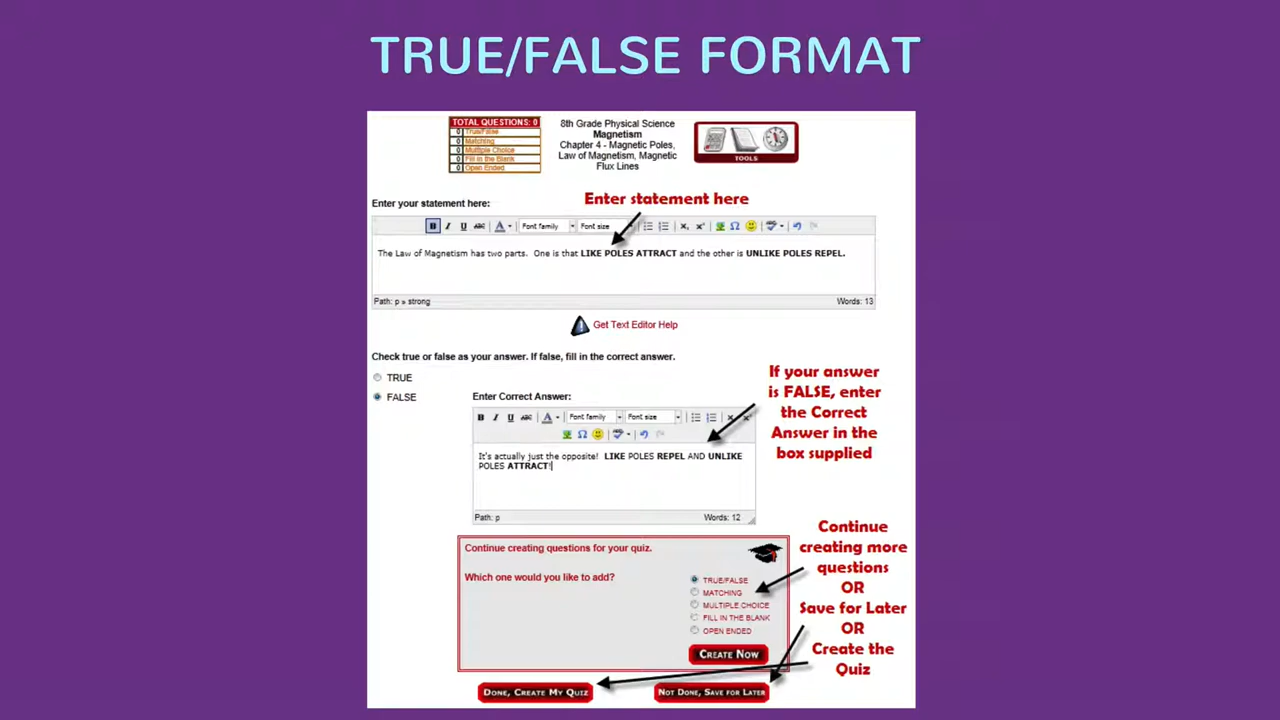 TRUE/FALSE FORMAT
TOTAL QUESTIONS: 0
0 True/False
0 Matching
0 Multiple Choice
0 Fill in the Blank
0 Open Ended
8th Grade Physical Science
Magnetism
Chapter 4 - Magnetic Poles,
Law of Magnetism, Magnetic
Flux Lines
TOOLS
Enter your statement here:
Enter statement here
B I U ABC A Font family Font size
The Law of Magnetism has two parts. One is that LIKE POLES ATTRACT and the other is UNLIKE POLES REPEL.
Path: p » strong Words: 13
Get Text Editor Help
Check true or false as your answer. If false, fill in the correct answer.
TRUE
FALSE
Enter Correct Answer:
B I U ABC A Font family Font size
It's actually just the opposite! LIKE POLES REPEL AND UNLIKE
POLES ATTRACT!
Path: p Words: 12
If your answer
is FALSE, enter
the Correct
Answer in the
box supplied
Continue creating questions for your quiz.
Which one would you like to add?
TRUE/FALSE
MATCHING
MULTIPLE CHOICE
FILL IN THE BLANK
OPEN ENDED
CREATE NOW
Continue
creating more
questions
OR
Save for Later
OR
Create the
Quiz
DONE, CREATE MY QUIZ
NOT DONE, SAVE FOR LATER